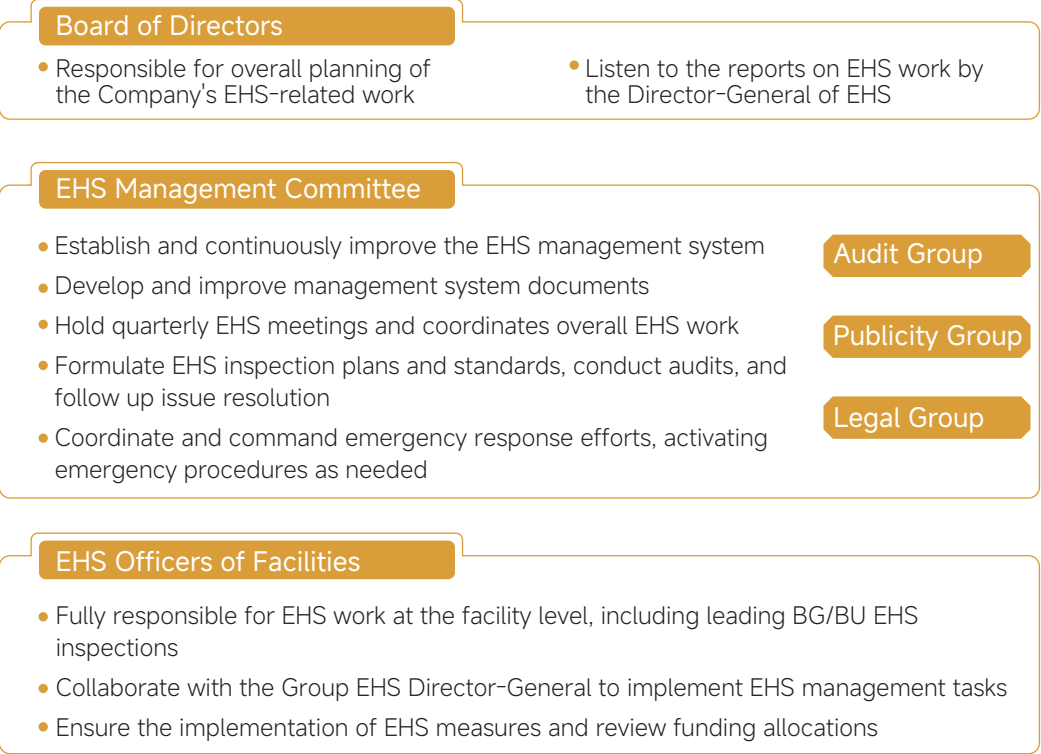 Board of Directors
• Responsible for overall planning of
the Company's EHS-related work
• Listen to the reports on EHS work by
the Director-General of EHS
EHS Management Committee
• Establish and continuously improve the EHS management system
• Develop and improve management system documents
• Hold quarterly EHS meetings and coordinates overall EHS work
• Formulate EHS inspection plans and standards, conduct audits, and
follow up issue resolution
• Coordinate and command emergency response efforts, activating
emergency procedures as needed
Audit Group
Publicity Group
Legal Group
EHS Officers of Facilities
• Fully responsible for EHS work at the facility level, including leading BG/BU EHS
inspections
• Collaborate with the Group EHS Director-General to implement EHS management tasks
• Ensure the implementation of EHS measures and review funding allocations